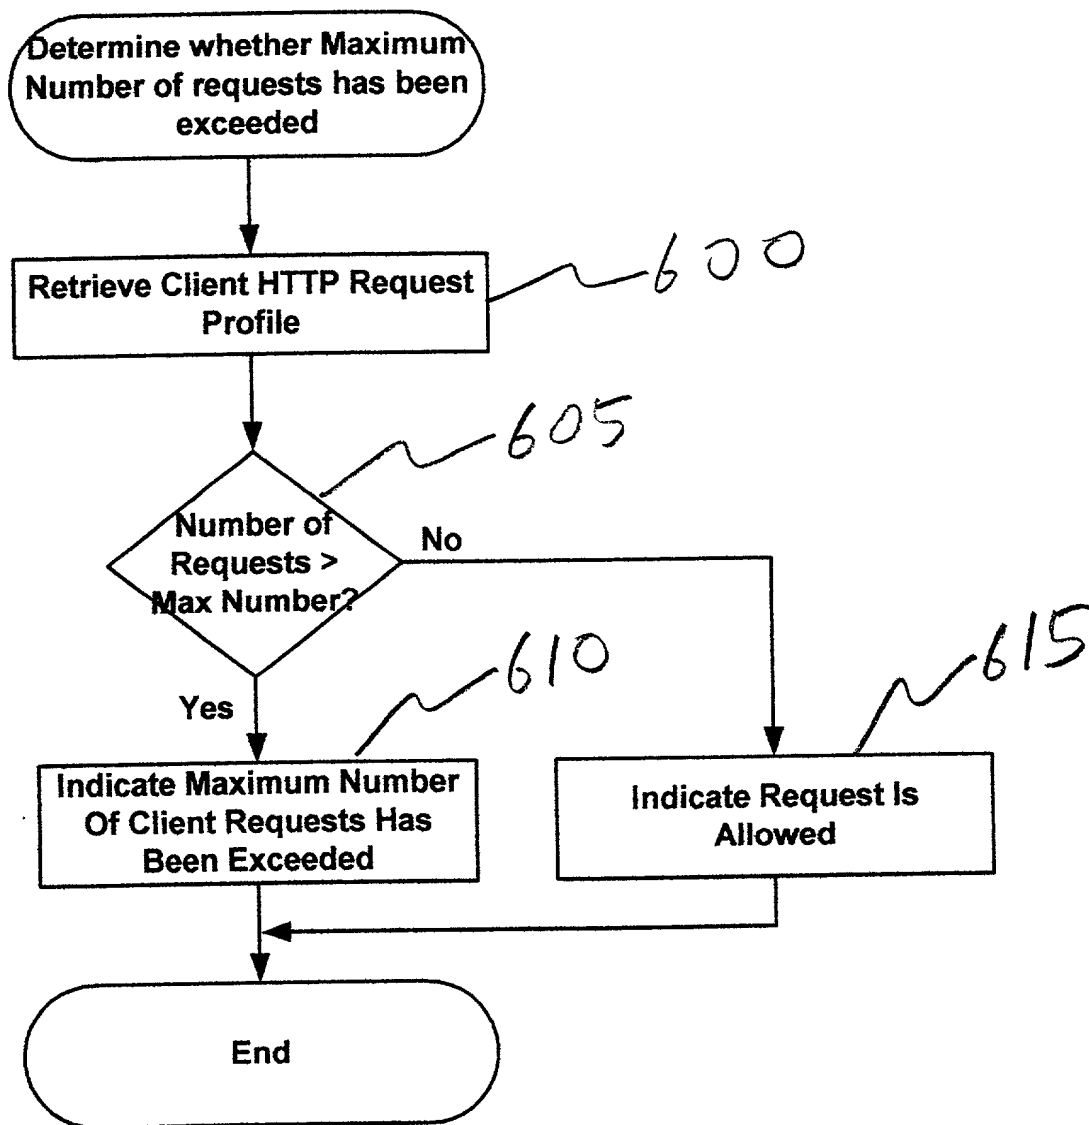 Determine whether Maximum
Number of requests has been
exceeded
Retrieve Client HTTP Request
Profile
600
605
Number of
Requests >
Max Number?
No
Yes
610
615
Indicate Maximum Number
Of Client Requests Has
Been Exceeded
Indicate Request Is
Allowed
End